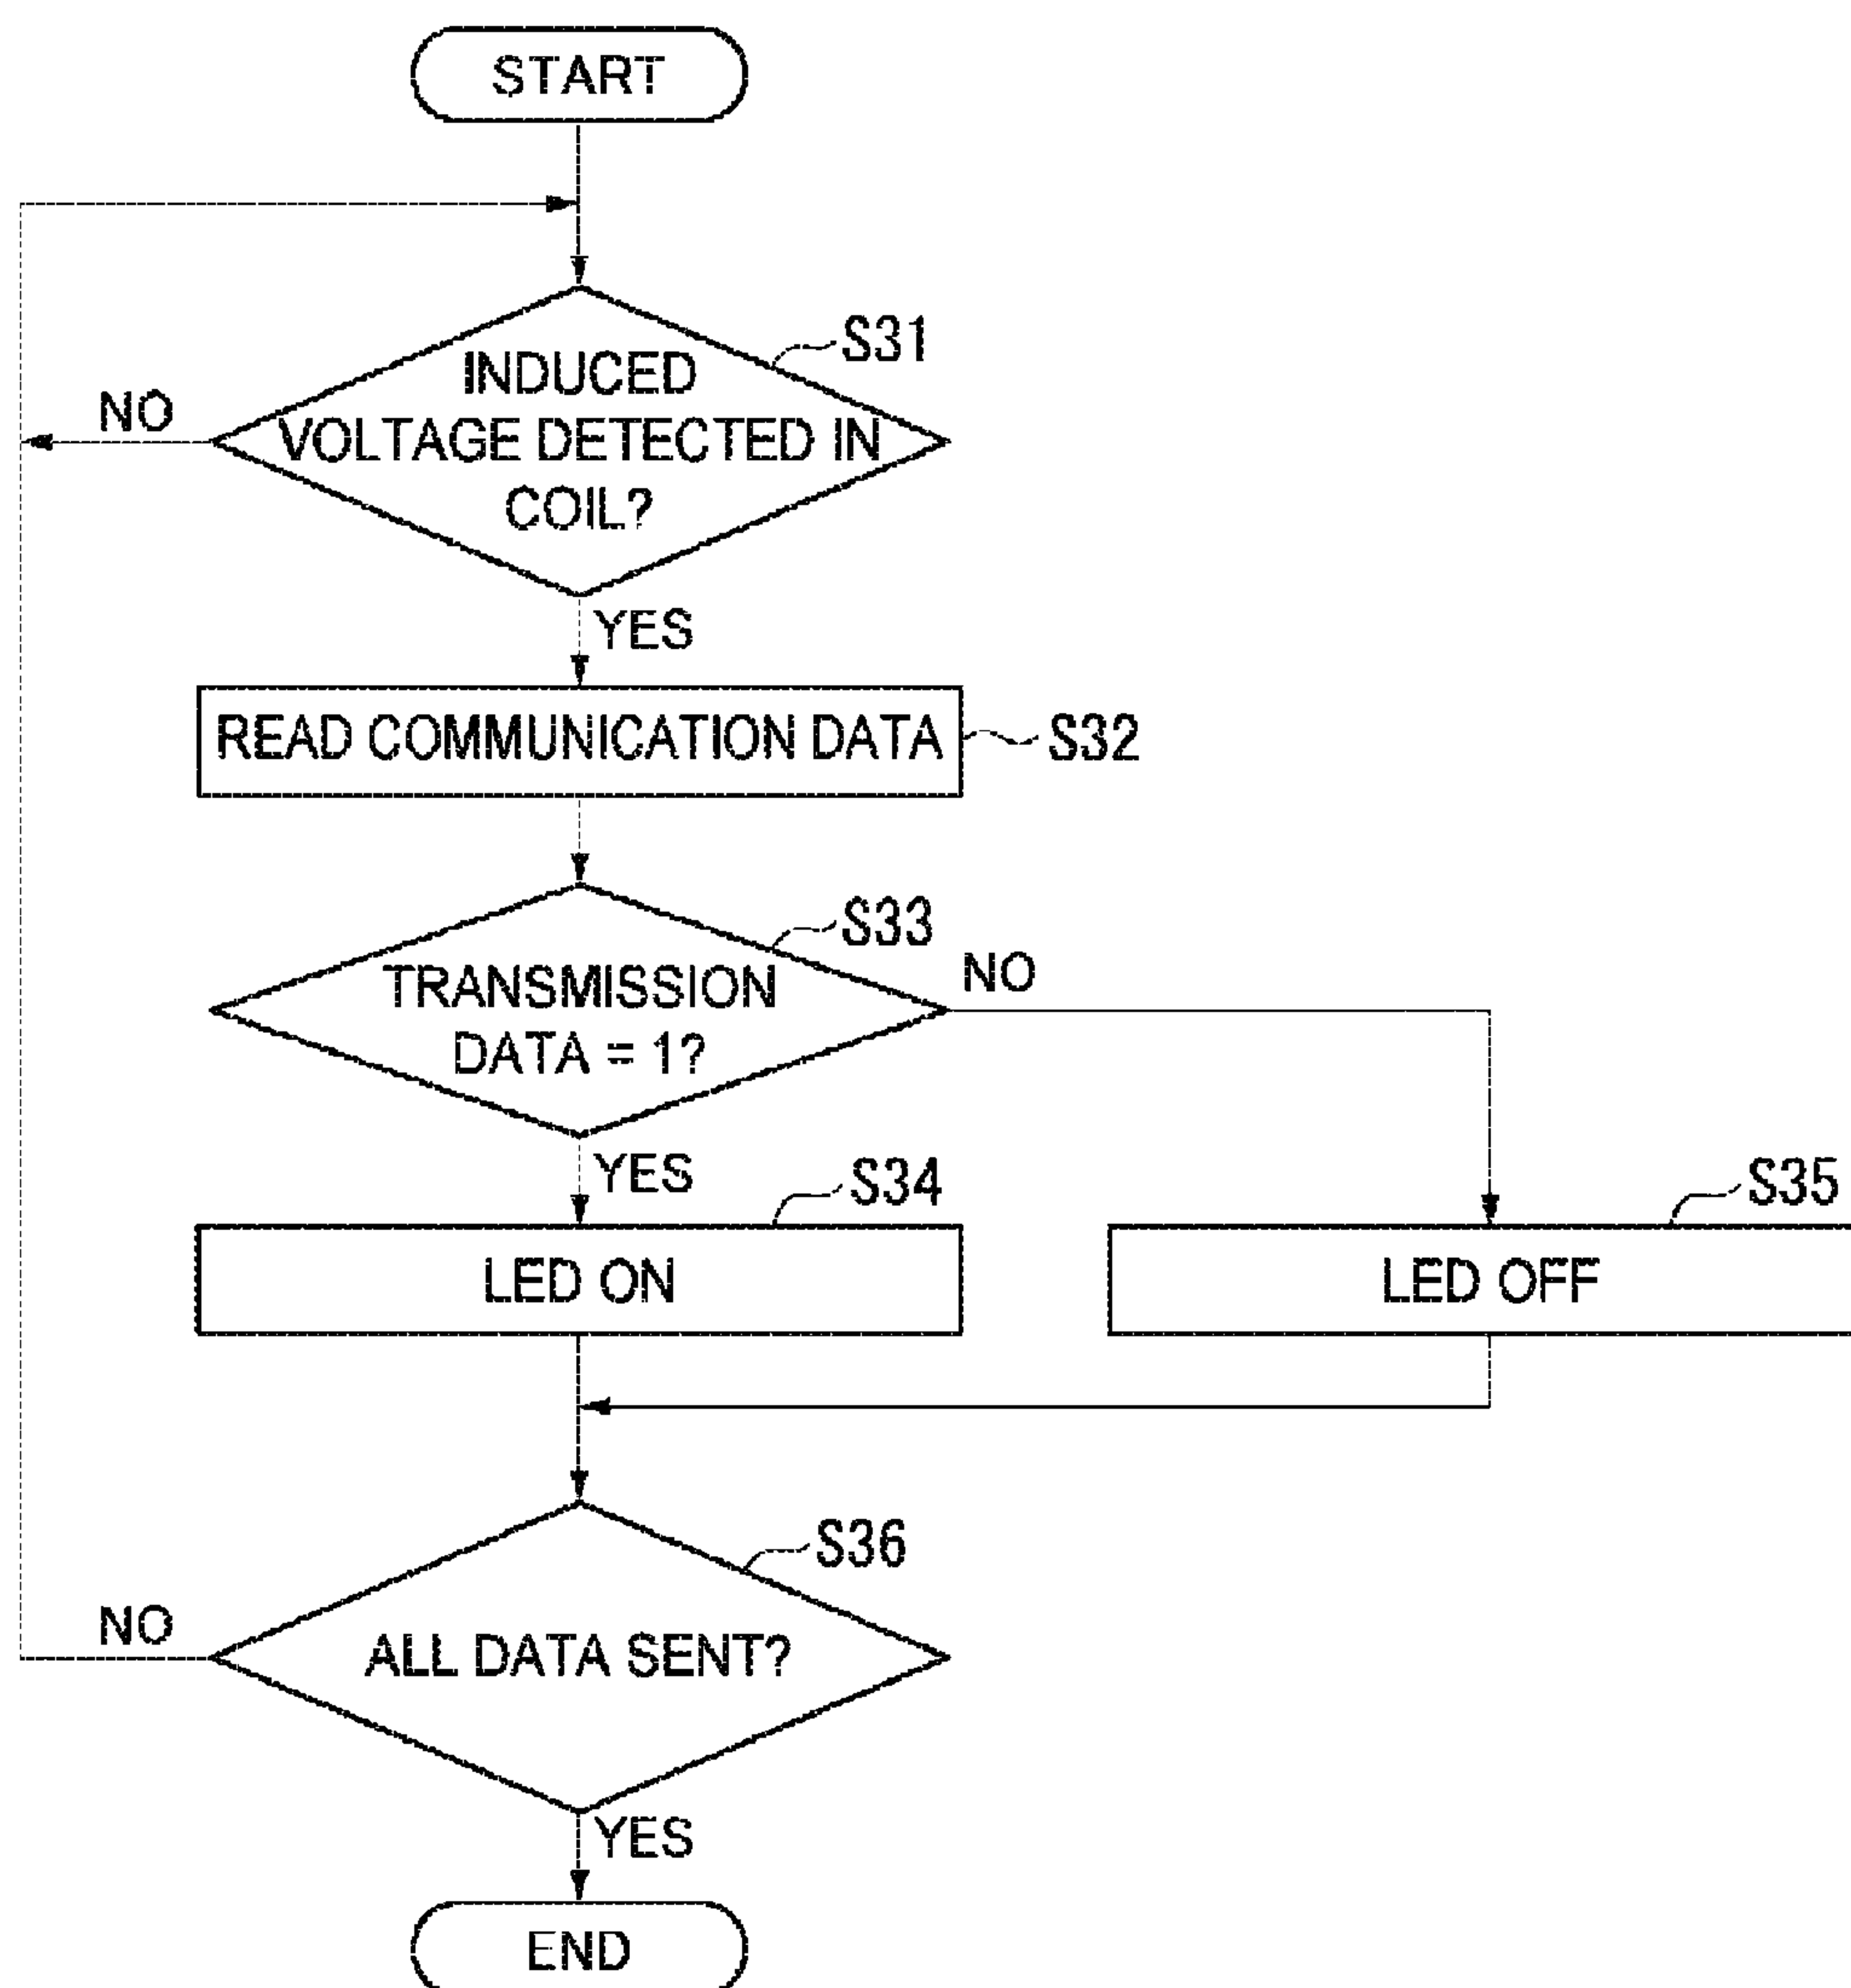 START
S31
INDUCED
VOLTAGE DETECTED IN
COIL?
NO
YES
READ COMMUNICATION DATA
S32
S33
TRANSMISSION
DATA = 1?
NO
YES
S34
S35
LED ON
LED OFF
S36
NO
ALL DATA SENT?
YES
END